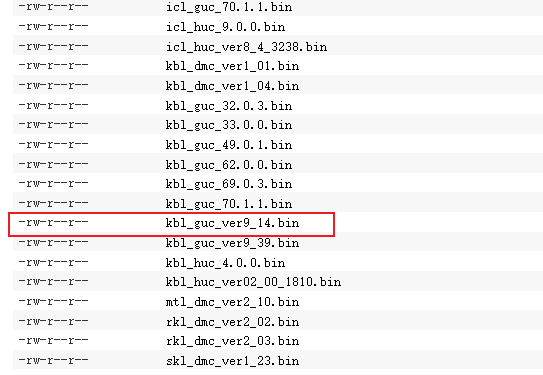 -rw-r--r-- icl_guc_70.1.1.bin
-rw-r--r-- icl_huc_9.0.0.bin
-rw-r--r-- icl_huc_ver8_4_3238.bin
-rw-r--r-- kbl_dmc_ver1_01.bin
-rw-r--r-- kbl_dmc_ver1_04.bin
-rw-r--r-- kbl_guc_32.0.3.bin
-rw-r--r-- kbl_guc_33.0.0.bin
-rw-r--r-- kbl_guc_49.0.1.bin
-rw-r--r-- kbl_guc_62.0.0.bin
-rw-r--r-- kbl_guc_69.0.3.bin
-rw-r--r-- kbl_guc_70.1.1.bin
-rw-r--r-- kbl_guc_ver9_14.bin
-rw-r--r-- kbl_guc_ver9_39.bin
-rw-r--r-- kbl_huc_4.0.0.bin
-rw-r--r-- kbl_huc_ver02_00_1810.bin
-rw-r--r-- mtl_dmc_ver2_10.bin
-rw-r--r-- rkl_dmc_ver2_02.bin
-rw-r--r-- rkl_dmc_ver2_03.bin
-rw-r--r-- skl_dmc_ver1_23.bin